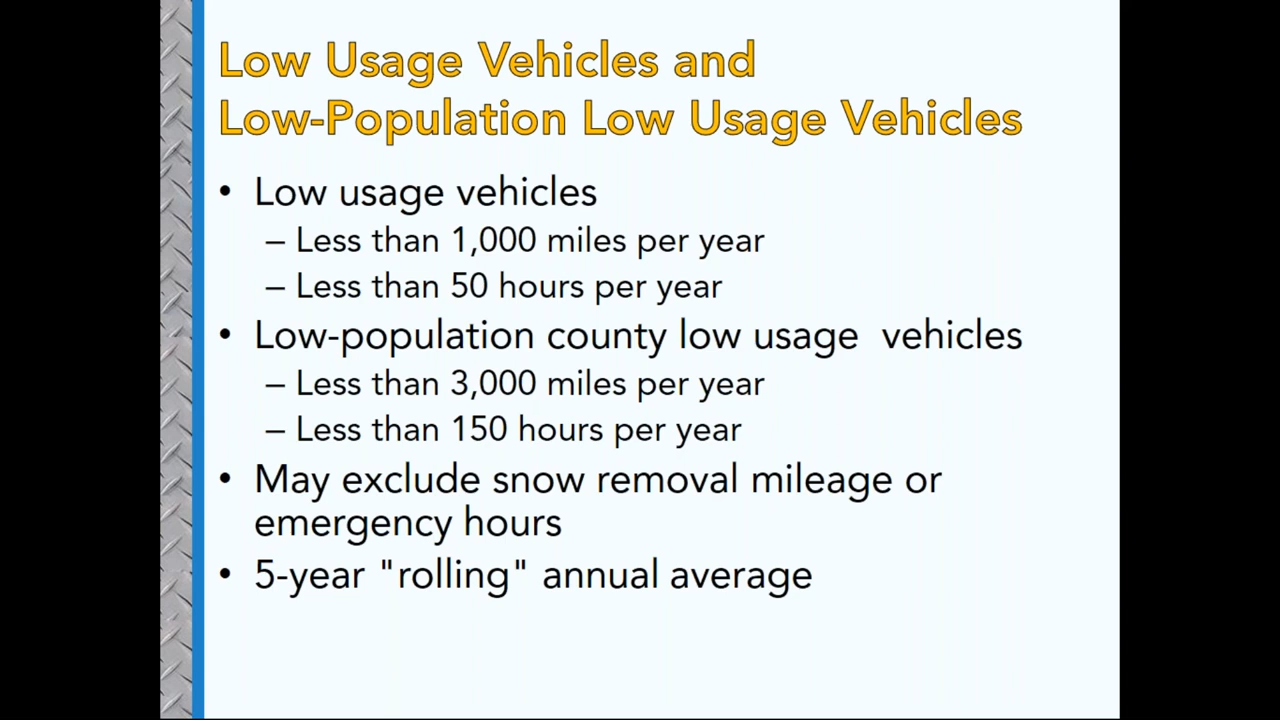 Low Usage Vehicles and
Low-Population Low Usage Vehicles
• Low usage vehicles
– Less than 1,000 miles per year
– Less than 50 hours per year
• Low-population county low usage  vehicles
– Less than 3,000 miles per year
– Less than 150 hours per year
• May exclude snow removal mileage or
emergency hours
• 5-year "rolling" annual average